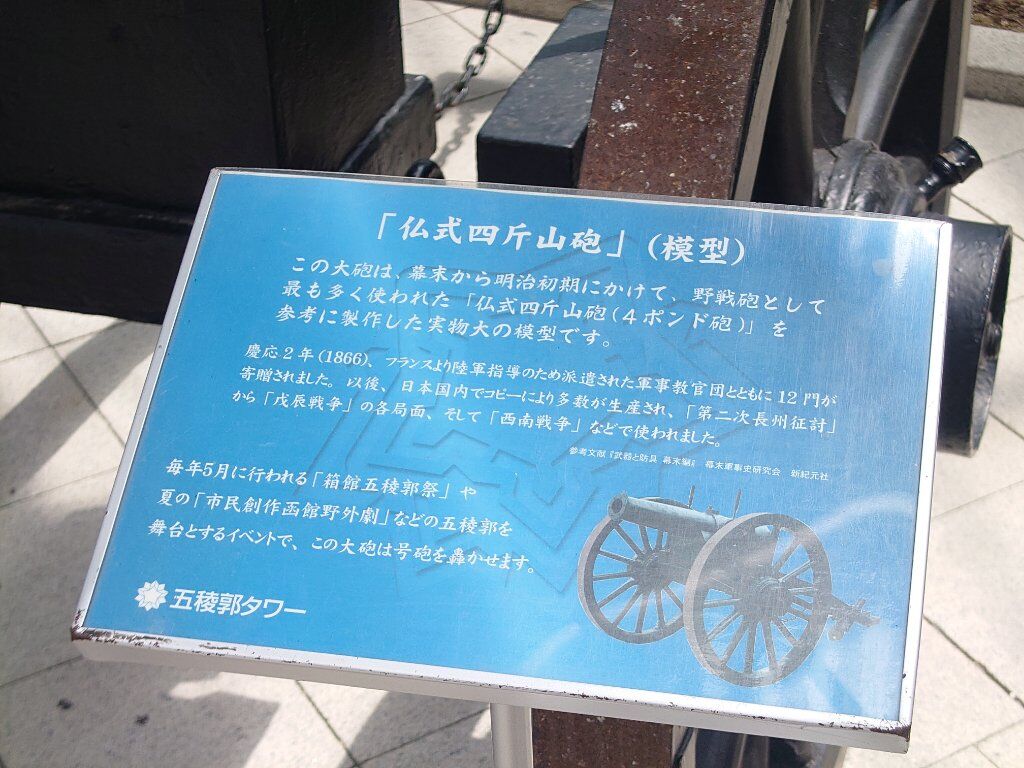 「仏式四斤山砲」(模型)
この大砲は、幕末から明治初期にかけて、野戦砲として
最も多く使われた「仏式四斤山砲(4ポンド砲)」を
参考に製作した実物大の模型です。
慶応2年(1866)、フランスより陸軍指導のため派遣された軍事教官団とともに12門が
寄贈されました。以後、日本国内でコピーにより多数が生産され、「第二次長州征討」
から「戊辰戦争」の各局面、そして「西南戦争」などで使われました。
参考文献『武器と防具 幕末編』 幕末軍事史研究会 新紀元社
毎年5月に行われる「箱館五稜郭祭」や
夏の「市民創作函館野外劇」などの五稜郭を
舞台とするイベントで、この大砲は号砲を轟かせます。
五稜郭タワー